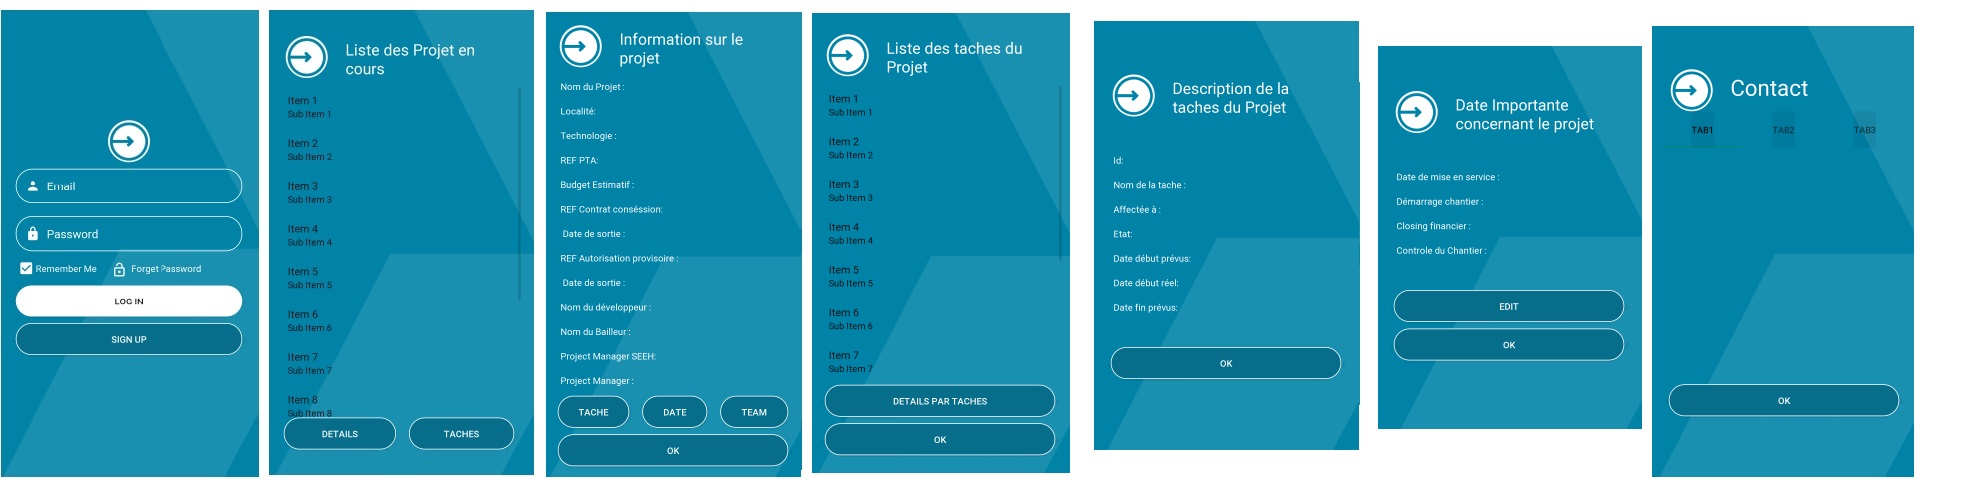 Email
Password
Remember Me
Forget Password
LOG IN
SIGN UP
Liste des Projet en
cours
Item 1
Sub Item 1
Item 2
Sub Item 2
Item 3
Sub Item 3
Item 4
Sub Item 4
Item 5
Sub Item 5
Item 6
Sub Item 6
Item 7
Sub Item 7
Item 8
Sub Item 8
DETAILS
TACHES
Information sur le
projet
Nom du Projet :
Localité:
Technologie :
REF PTA:
Budget Estimatif :
REF Contrat conséssion:
Date de sortie :
REF Autorisation provisoire :
Date de sortie :
Nom du développeur :
Nom du Bailleur :
Project Manager SEEH:
Project Manager :
TACHE
DATE
TEAM
OK
Liste des taches du
Projet
Item 1
Sub Item 1
Item 2
Sub Item 2
Item 3
Sub Item 3
Item 4
Sub Item 4
Item 5
Sub Item 5
Item 6
Sub Item 6
Item 7
Sub Item 7
DETAILS PAR TACHES
OK
Description de la
taches du Projet
Id:
Nom de la tache :
Affectée à :
Etat:
Date début prévus:
Date début réel:
Date fin prévus:
OK
Date Importante
concernant le projet
Date de mise en service :
Démarrage chantier :
Closing financier :
Controle du Chantier :
EDIT
OK
Contact
TAB1
TAB2
TAB3
OK